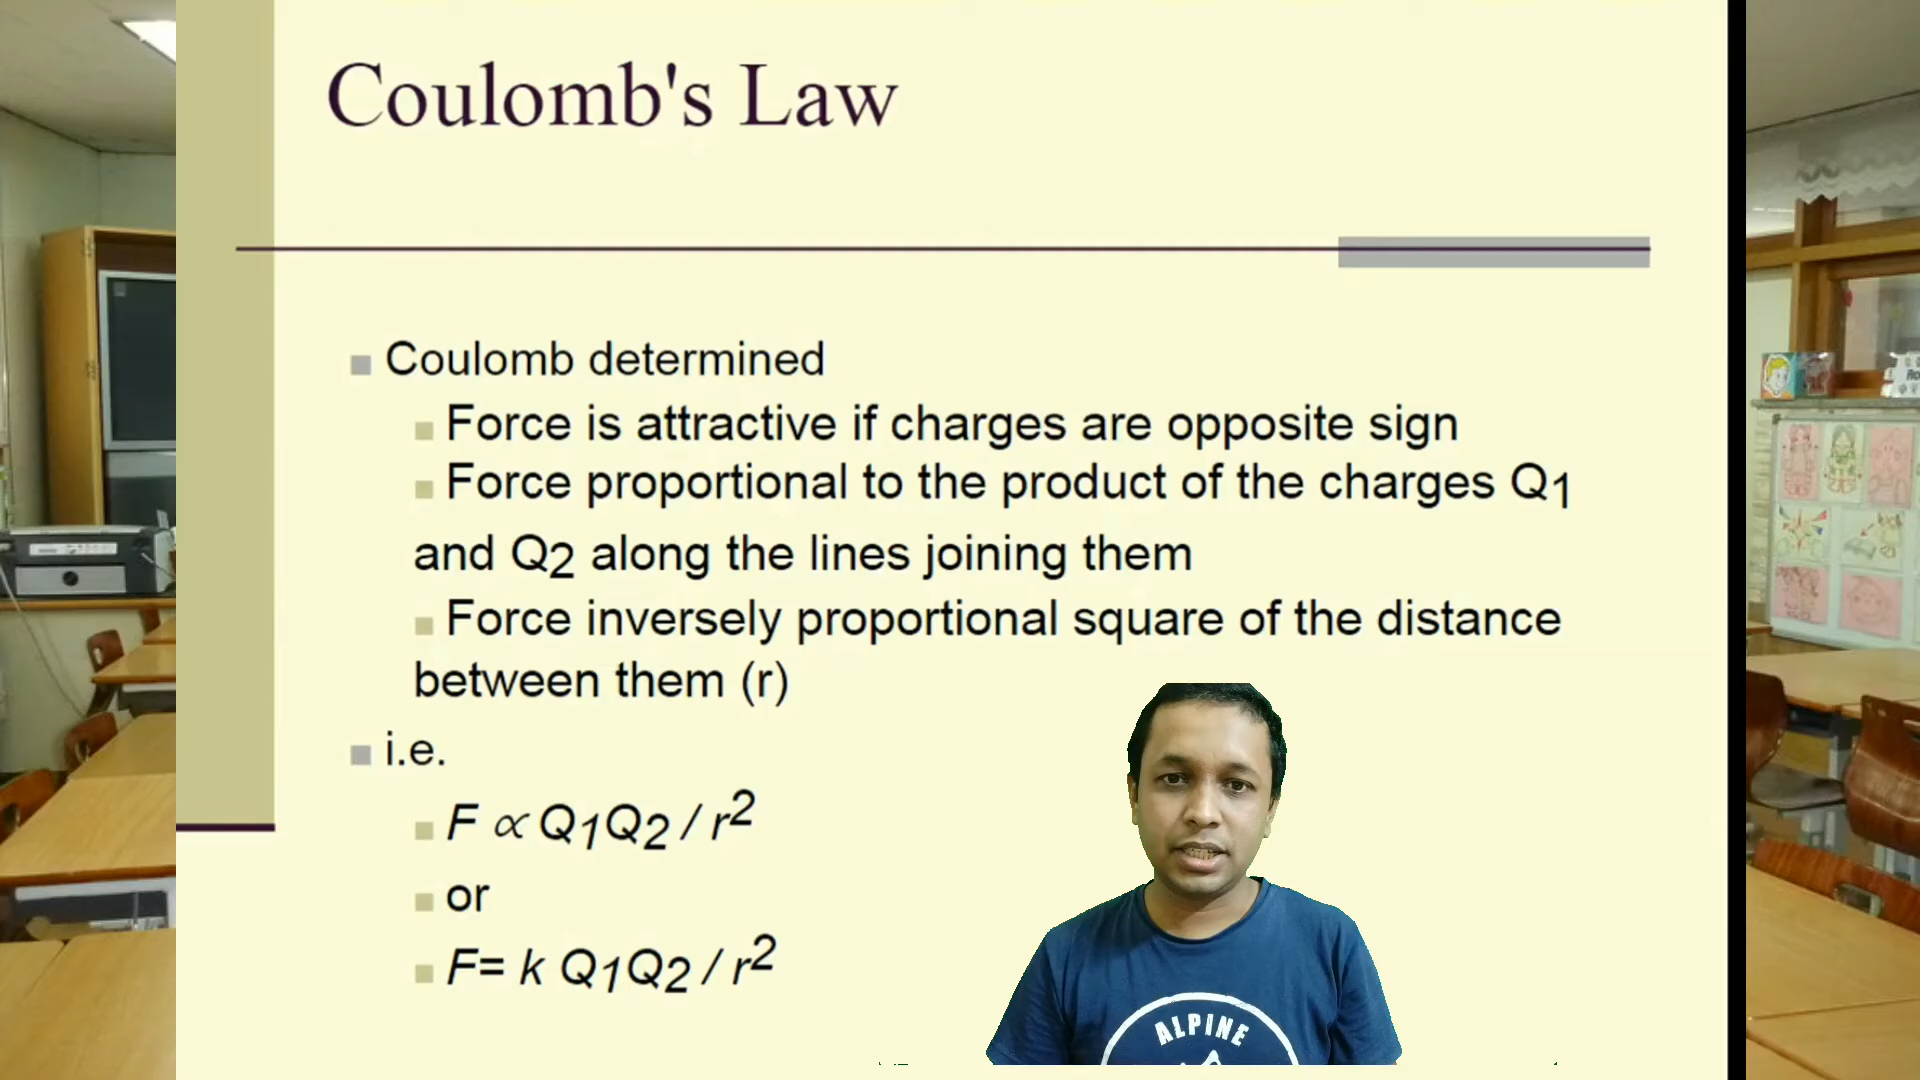 Coulomb's Law
Coulomb determined
Force is attractive if charges are opposite sign
Force proportional to the product of the charges Q1
and Q2 along the lines joining them
Force inversely proportional square of the distance
between them (r)
i.e.
F ∝ Q1Q2 / r²
or
F= k Q1Q2 / r²
ALPINE